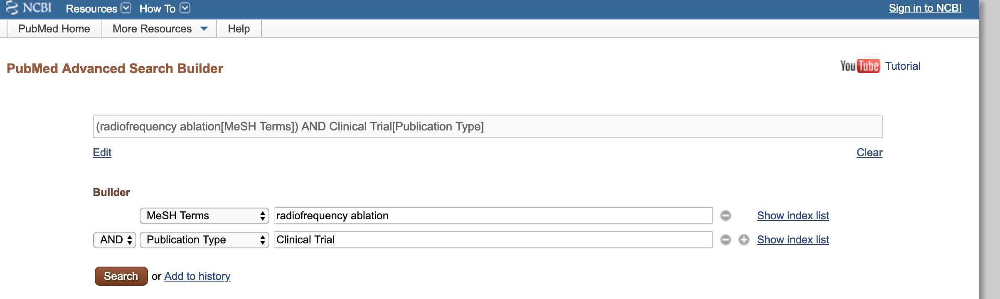 NCBI Resources How To Sign in to NCBI
PubMed Home More Resources Help
PubMed Advanced Search Builder
YouTube Tutorial
(radiofrequency ablation[MeSH Terms]) AND Clinical Trial[Publication Type]
Edit Clear
Builder
MeSH Terms radiofrequency ablation Show index list
AND Publication Type Clinical Trial Show index list
Search or Add to history